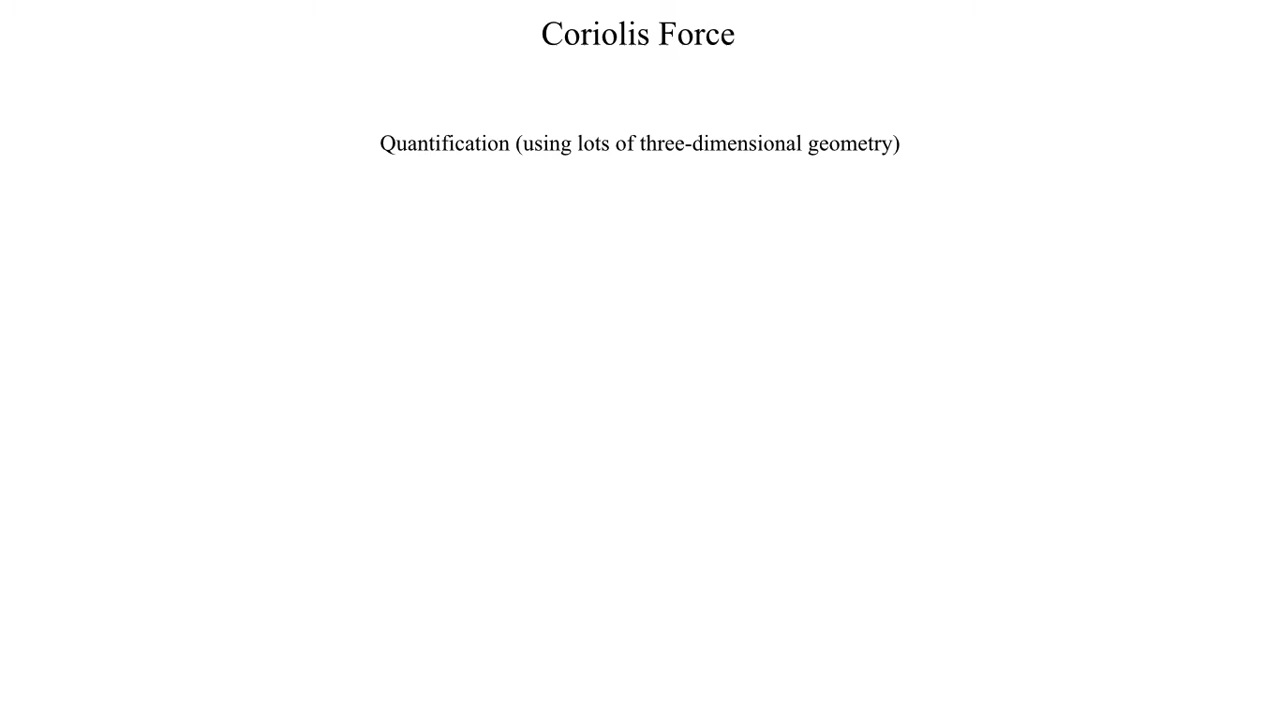 Coriolis Force
Quantification (using lots of three-dimensional geometry)